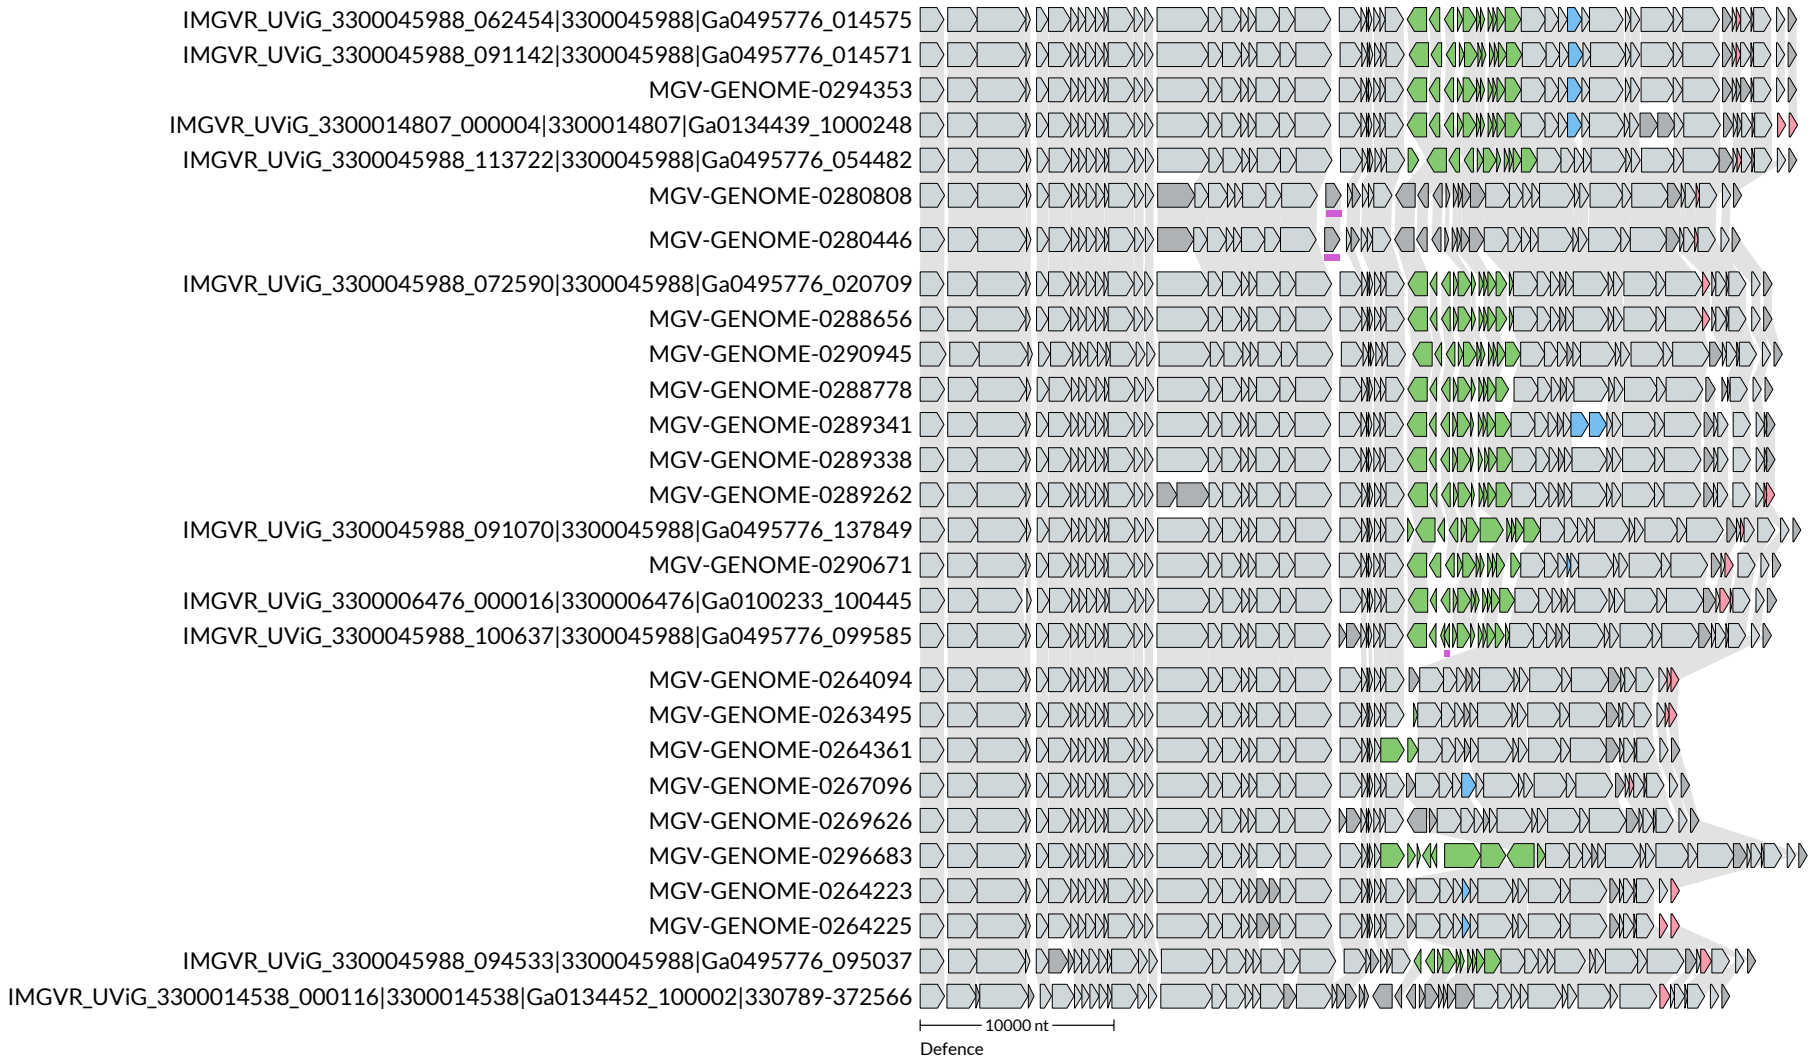 IMGVR_UViG_3300045988_062454|3300045988|Ga0495776_014575
IMGVR_UViG_3300045988_091142|3300045988|Ga0495776_014571
MGV-GENOME-0294353
IMGVR_UViG_3300014807_000004|3300014807|Ga0134439_1000248
IMGVR_UViG_3300045988_113722|3300045988|Ga0495776_054482
MGV-GENOME-0280808
MGV-GENOME-0280446
IMGVR_UViG_3300045988_072590|3300045988|Ga0495776_020709
MGV-GENOME-0288656
MGV-GENOME-0290945
MGV-GENOME-0288778
MGV-GENOME-0289341
MGV-GENOME-0289338
MGV-GENOME-0289262
IMGVR_UViG_3300045988_091070|3300045988|Ga0495776_137849
MGV-GENOME-0290671
IMGVR_UViG_3300006476_000016|3300006476|Ga0100233_100445
IMGVR_UViG_3300045988_100637|3300045988|Ga0495776_099585
MGV-GENOME-0264094
MGV-GENOME-0263495
MGV-GENOME-0264361
MGV-GENOME-0267096
MGV-GENOME-0269626
MGV-GENOME-0296683
MGV-GENOME-0264223
MGV-GENOME-0264225
IMGVR_UViG_3300045988_094533|3300045988|Ga0495776_095037
IMGVR_UViG_3300014538_000116|3300014538|Ga0134452_100002|330789-372566
10000 nt
Defence